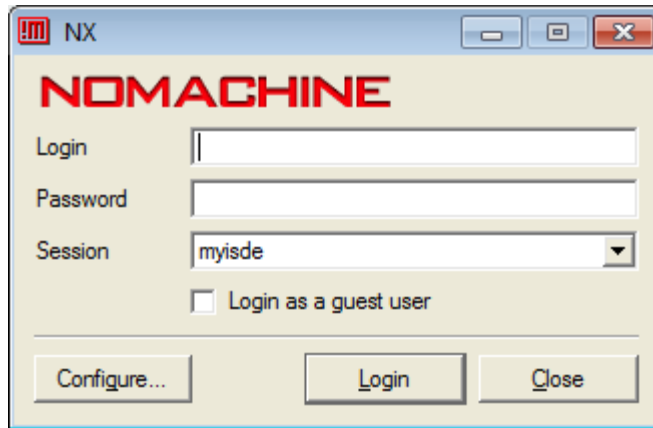 NX
NOMACHINE
Login
Password
Session myisde
Login as a guest user
Configure... Login Close